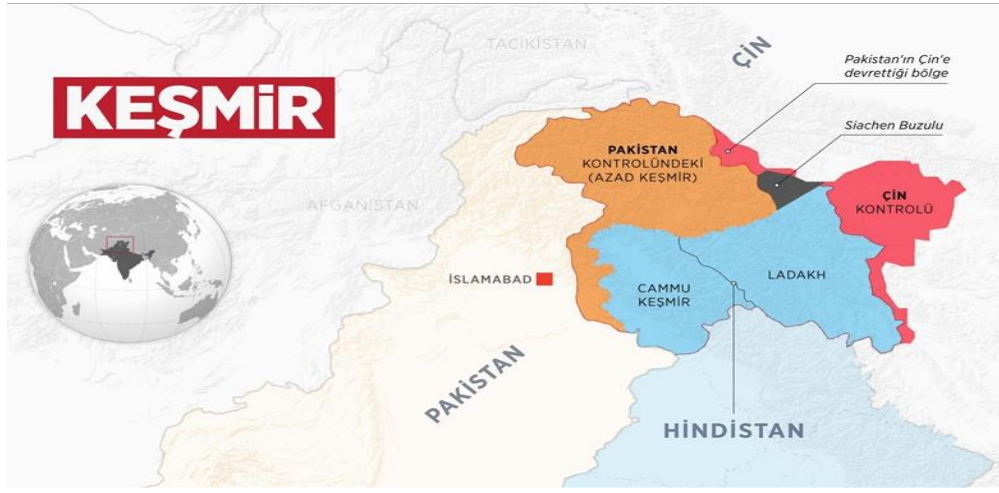 TACİKİSTAN
ÇİN
Pakistan'ın Çin'e
devrettiği bölge
KEŞMİR
Siachen Buzulu
PAKİSTAN
KONTROLÜNDEKİ
(AZAD KEŞMİR)
ÇİN
KONTROLÜ
AFGANİSTAN
İSLAMABAD
LADAKH
CAMMU
KEŞMİR
PAKİSTAN
HİNDİSTAN